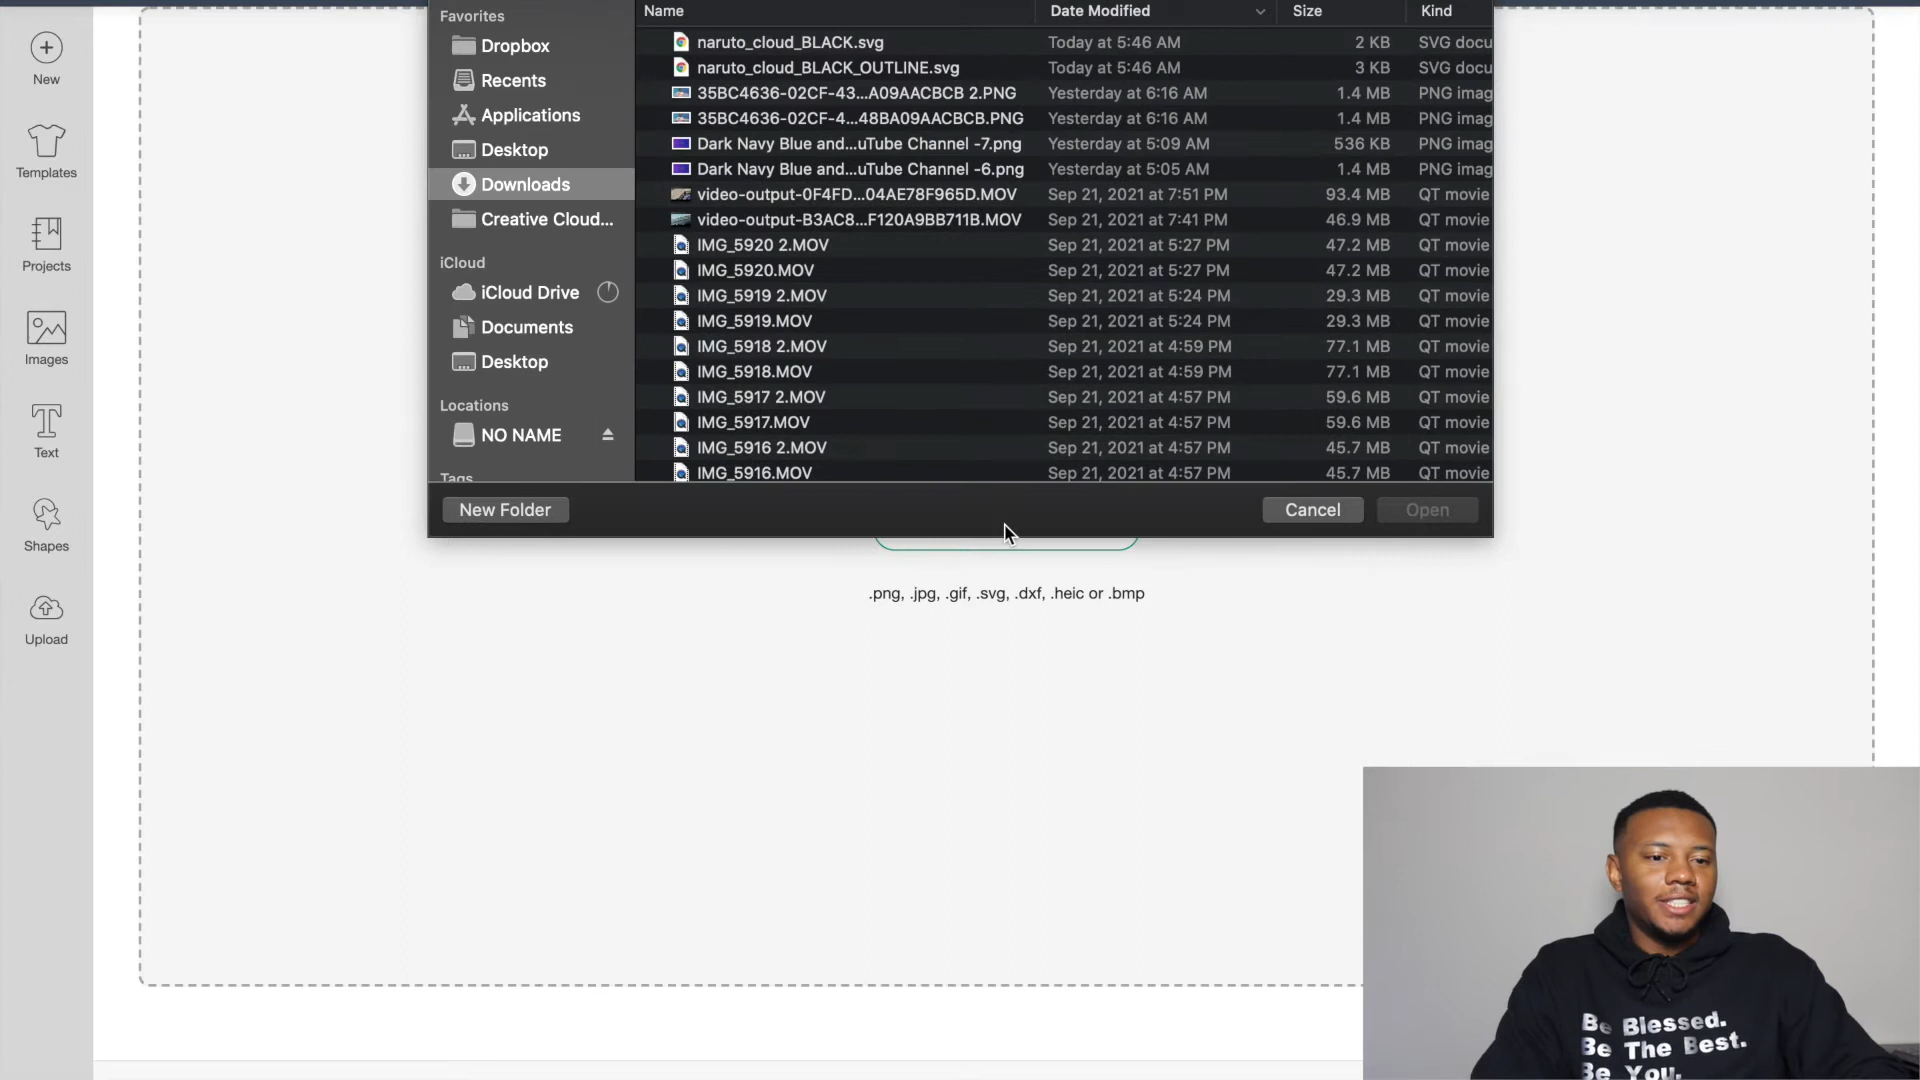 New
Templates
Projects
Images
Text
Shapes
Upload
Favorites
Dropbox
Recents
Applications
Desktop
Downloads
Creative Cloud...
iCloud
iCloud Drive
Documents
Desktop
Locations
NO NAME
Tags
Name Date Modified Size Kind
naruto_cloud_BLACK.svg Today at 5:46 AM 2 KB SVG docu
naruto_cloud_BLACK_OUTLINE.svg Today at 5:46 AM 3 KB SVG docu
35BC4636-02CF-43...A09AACBCB 2.PNG Yesterday at 6:16 AM 1.4 MB PNG imag
35BC4636-02CF-4...48BA09AACBCB.PNG Yesterday at 6:16 AM 1.4 MB PNG imag
Dark Navy Blue and...uTube Channel -7.png Yesterday at 5:09 AM 536 KB PNG imag
Dark Navy Blue and...uTube Channel -6.png Yesterday at 5:05 AM 1.4 MB PNG imag
video-output-0F4FD...04AE78F965D.MOV Sep 21, 2021 at 7:51 PM 93.4 MB QT movie
video-output-B3AC8...F120A9BB711B.MOV Sep 21, 2021 at 7:41 PM 46.9 MB QT movie
IMG_5920 2.MOV Sep 21, 2021 at 5:27 PM 47.2 MB QT movie
IMG_5920.MOV Sep 21, 2021 at 5:27 PM 47.2 MB QT movie
IMG_5919 2.MOV Sep 21, 2021 at 5:24 PM 29.3 MB QT movie
IMG_5919.MOV Sep 21, 2021 at 5:24 PM 29.3 MB QT movie
IMG_5918 2.MOV Sep 21, 2021 at 4:59 PM 77.1 MB QT movie
IMG_5918.MOV Sep 21, 2021 at 4:59 PM 77.1 MB QT movie
IMG_5917 2.MOV Sep 21, 2021 at 4:57 PM 59.6 MB QT movie
IMG_5917.MOV Sep 21, 2021 at 4:57 PM 59.6 MB QT movie
IMG_5916 2.MOV Sep 21, 2021 at 4:57 PM 45.7 MB QT movie
IMG_5916.MOV Sep 21, 2021 at 4:57 PM 45.7 MB QT movie
New Folder Cancel Open
.png, .jpg, .gif, .svg, .dxf, .heic or .bmp
Be Blessed.
Be The Best.
Be You.